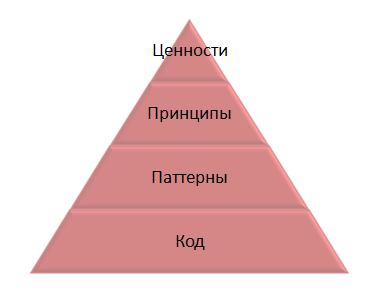 Ценности
Принципы
Паттерны
Код